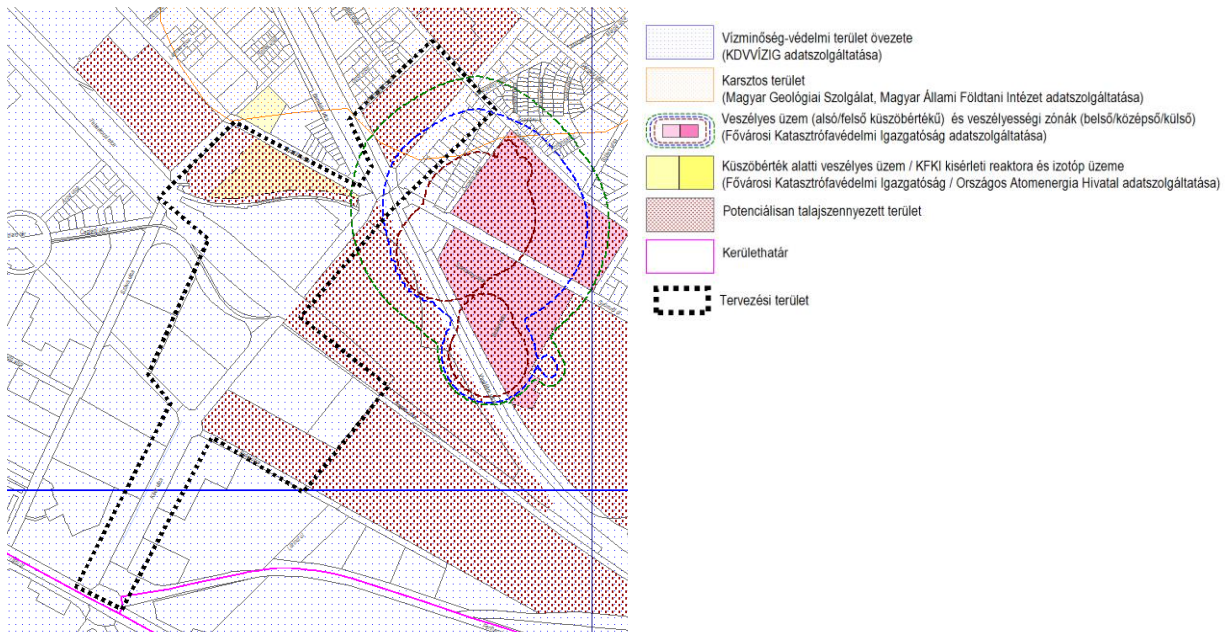 Vízminőség-védelmi terület övezete
(KDVVÍZIG adatszolgáltatása)
Karsztos terület
(Magyar Geológiai Szolgálat, Magyar Állami Földtani Intézet adatszolgáltatása)
Veszélyes üzem (alsó/felső küszöbértékű) és veszélyességi zónák (belső/középső/külső)
(Fővárosi Katasztrófavédelmi Igazgatóság adatszolgáltatása)
Küszöbérték alatti veszélyes üzem / KFKI kisérleti reaktora és izotóp üzeme
(Fővárosi Katasztrófavédelmi Igazgatóság / Országos Atomenergia Hivatal adatszolgáltatása)
Potenciálisan talajszennyezett terület
Kerülethatár
Tervezési terület